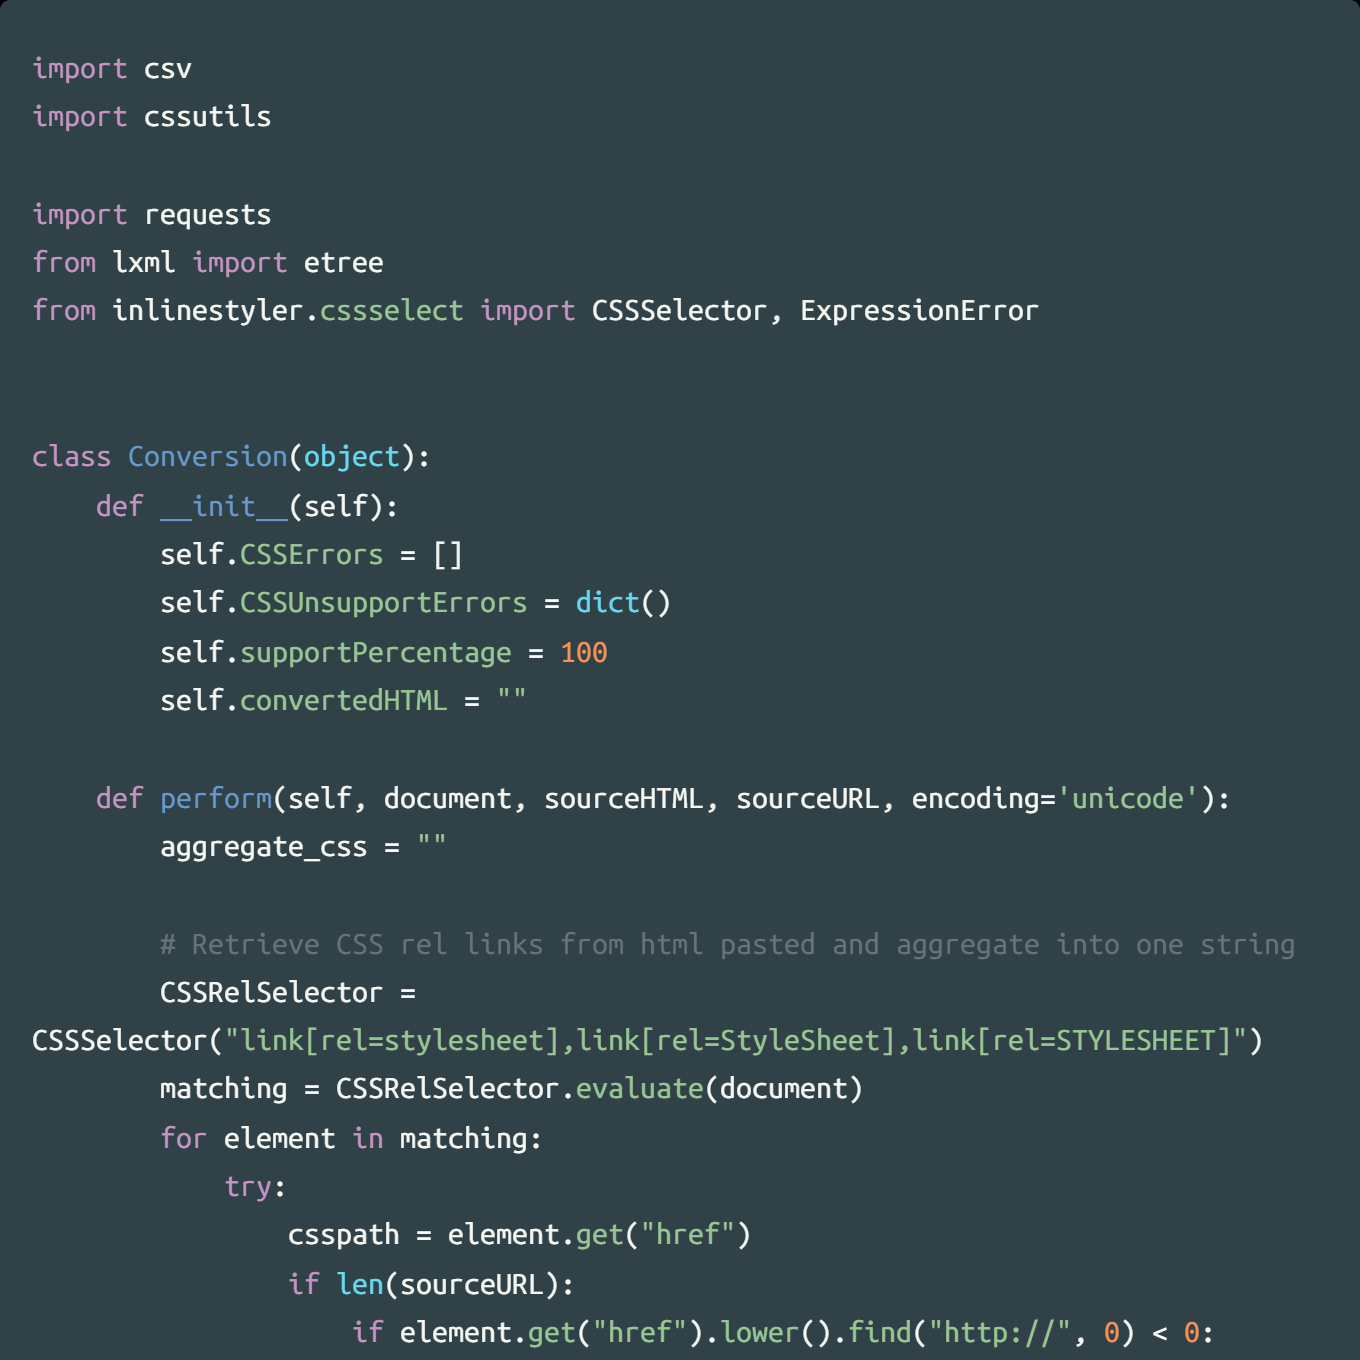 import csv
import cssutils

import requests
from lxml import etree
from inlinestyler.cssselect import CSSSelector, ExpressionError


class Conversion(object):
    def __init__(self):
        self.CSSErrors = []
        self.CSSUnsupportErrors = dict()
        self.supportPercentage = 100
        self.convertedHTML = ""

    def perform(self, document, sourceHTML, sourceURL, encoding='unicode'):
        aggregate_css = ""

        # Retrieve CSS rel links from html pasted and aggregate into one string
        CSSRelSelector =
CSSSelector("link[rel=stylesheet],link[rel=StyleSheet],link[rel=STYLESHEET]")
        matching = CSSRelSelector.evaluate(document)
        for element in matching:
            try:
                csspath = element.get("href")
                if len(sourceURL):
                    if element.get("href").lower().find("http://", 0) < 0: